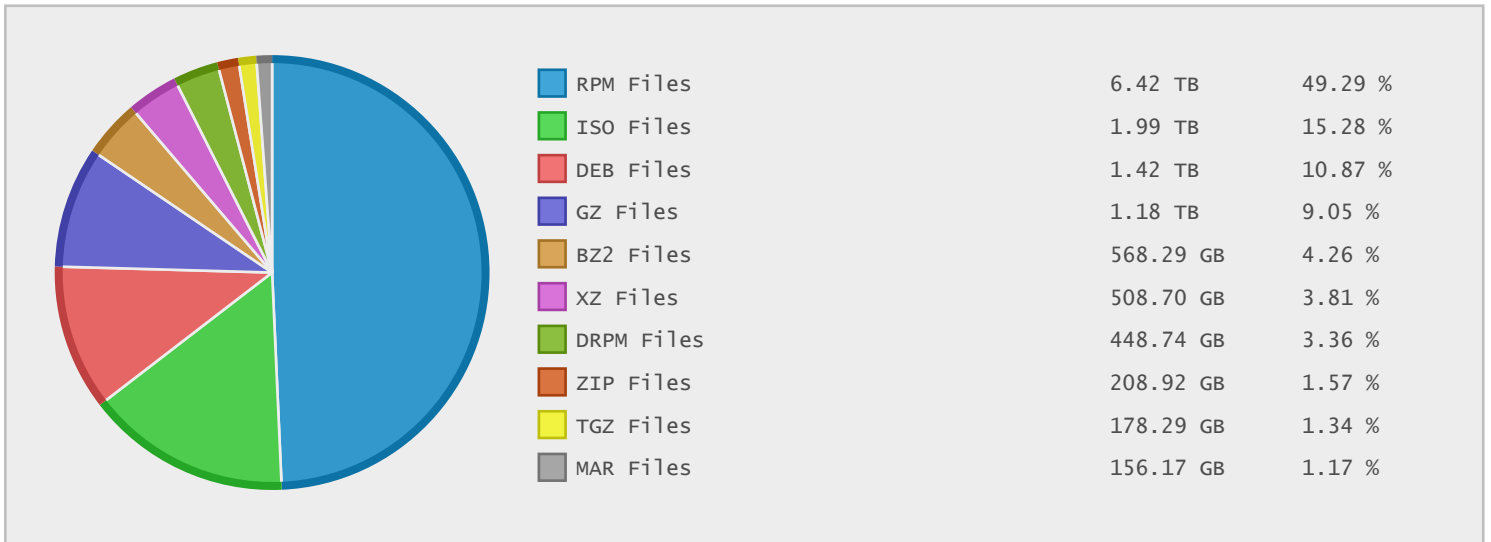 RPM Files 6.42 TB 49.29 %
ISO Files 1.99 TB 15.28 %
DEB Files 1.42 TB 10.87 %
GZ Files 1.18 TB 9.05 %
BZ2 Files 568.29 GB 4.26 %
XZ Files 508.70 GB 3.81 %
DRPM Files 448.74 GB 3.36 %
ZIP Files 208.92 GB 1.57 %
TGZ Files 178.29 GB 1.34 %
MAR Files 156.17 GB 1.17 %